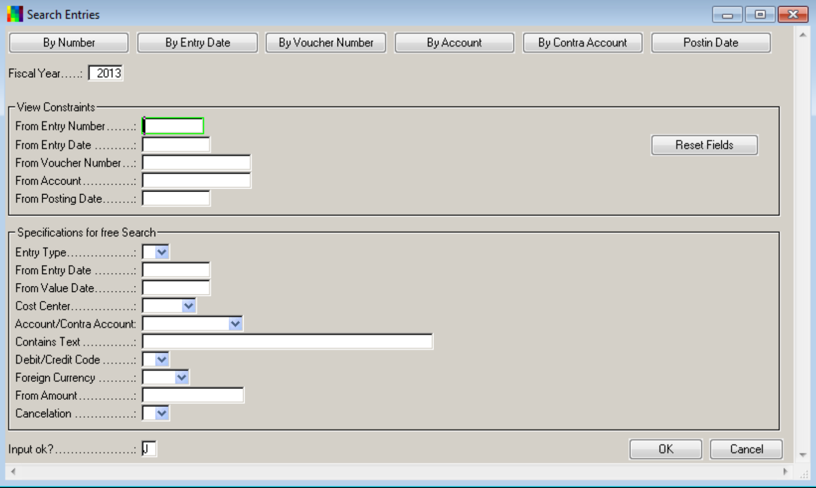 Search Entries
By Number By Entry Date By Voucher Number By Account By Contra Account Postin Date
Fiscal Year.....: 2013
View Constraints
From Entry Number.......:
From Entry Date ........:
Reset Fields
From Voucher Number...:
From Account.............:
From Posting Date........:
Specifications for free Search
Entry Type.................:
From Entry Date .........:
From Value Date..........:
Cost Center................:
Account/Contra Account:
Contains Text .............:
Debit/Credit Code ........:
Foreign Currency .........:
From Amount..............:
Cancelation ...............:
Input ok?....................: J
OK Cancel